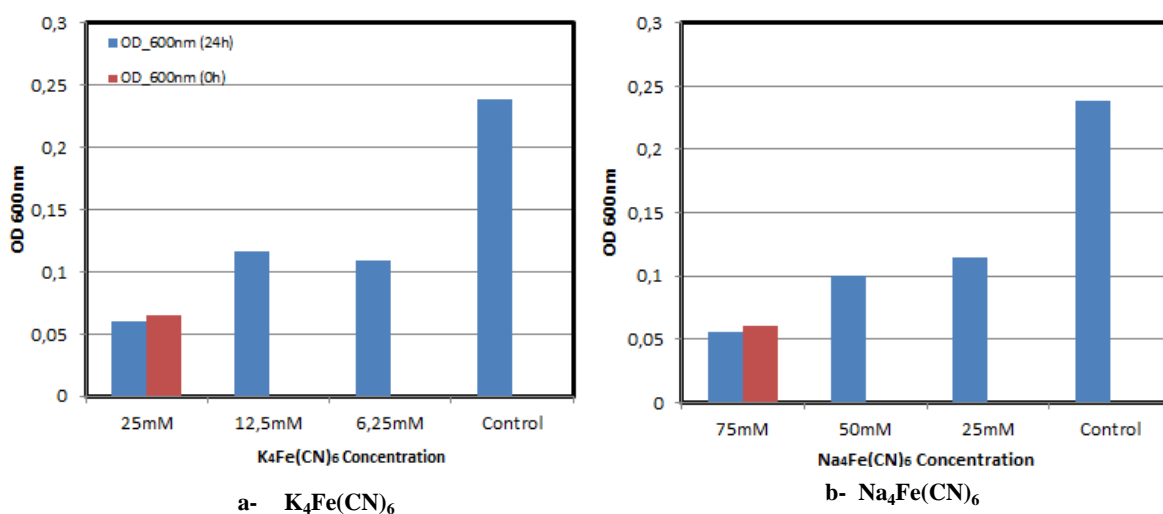 0,3
OD_600nm (24h)
OD_600nm (0h)
0,25
0,2
0,15
0,1
0,05
0
OD 600nm
25mM 12,5mM 6,25mM Control
K₄Fe(CN)₆ Concentration
a- K₄Fe(CN)₆
0,3
0,25
0,2
0,15
0,1
0,05
0
OD 600nm
75mM 50mM 25mM Control
Na₄Fe(CN)₆ Concentration
b- Na₄Fe(CN)₆